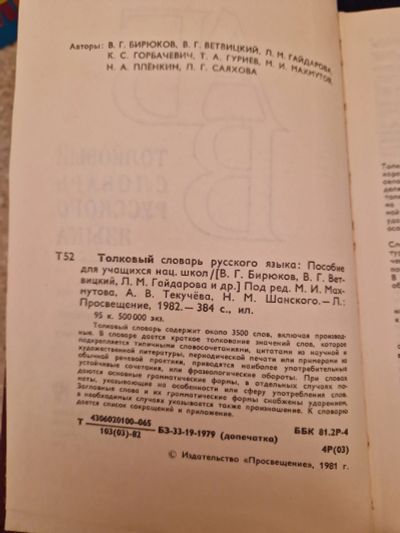 Авторы: В. Г. БИРЮКОВ, В. Г. ВЕТВИЦКИЙ, Л. М. ГАЙДАРОВА,
К. С. ГОРБАЧЕВИЧ, Т. А. ГУРИЕВ, М. И. МАХМУТОВ,
Н. А. ПЛЁНКИН, Л. Г. САЯХОВА
ТОЛКОВЫЙ
СЛОВАРЬ
РУССКОГО
ЯЗЫКА
Т52 Толковый словарь русского языка: Пособие
для учащихся нац. школ/[В. Г. Бирюков, В. Г. Вет-
вицкий, Л. М. Гайдарова и др.] Под ред. М. И. Мах-
мутова, А. В. Текучёва, Н. М. Шанского.— Л.:
Просвещение, 1982.— 384 с., ил.
95 к. 500 000 экз.
Толковый словарь содержит около 3500 слов, включая производ-
ные. В словаре дается краткое толкование значений слов, которое
подкрепляется типичными словосочетаниями, цитатами из научной и
художественной литературы, периодической печати или примерами из
обычной речевой практики, приводятся наиболее употребительные
устойчивые сочетания, или фразеологические обороты. При словах
даются основные грамматические формы, в отдельных случаях по-
меты, указывающие на особенности или сферу употребления слов.
Заглавные слова и их грамматические формы снабжены ударением,
в необходимых случаях указывается также произношение. К словарю
дается список сокращений и приложение.
Т 4306020100—065
103(03)-82 БЗ-33-19-1979 (допечатка) ББК 81.2Р-4
4Р(03)
© Издательство «Просвещение», 1981 г.